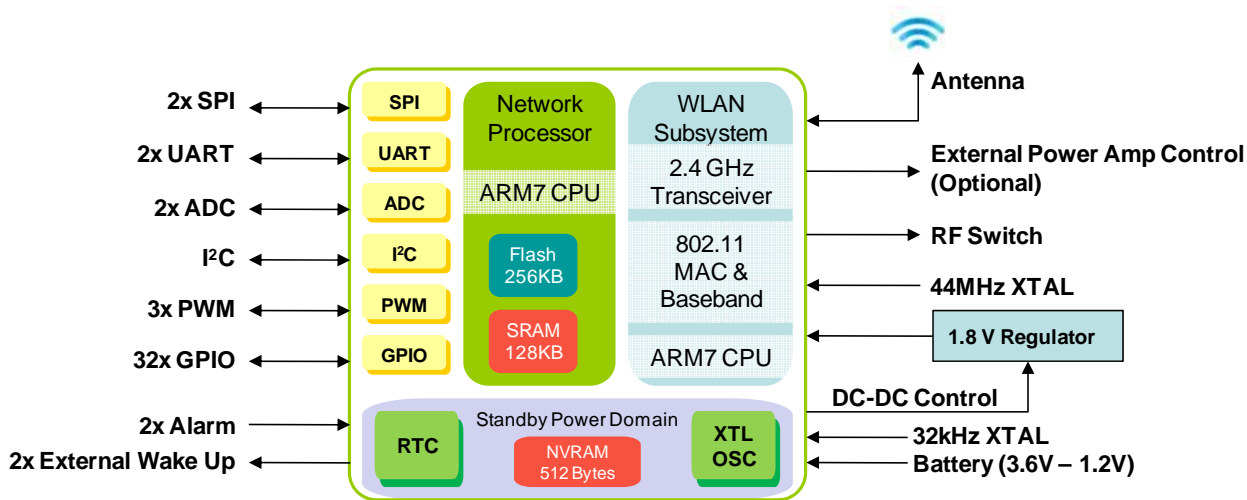 2x SPI
2x UART
2x ADC
I²C
3x PWM
32x GPIO
2x Alarm
2x External Wake Up
SPI
UART
ADC
I²C
PWM
GPIO
Network
Processor
ARM7 CPU
Flash
256KB
SRAM
128KB
WLAN
Subsystem
2.4 GHz
Transceiver
802.11
MAC &
Baseband
ARM7 CPU
Standby Power Domain
RTC
NVRAM
512 Bytes
XTL
OSC
Antenna
External Power Amp Control
(Optional)
RF Switch
44MHz XTAL
1.8 V Regulator
DC-DC Control
32kHz XTAL
Battery (3.6V – 1.2V)